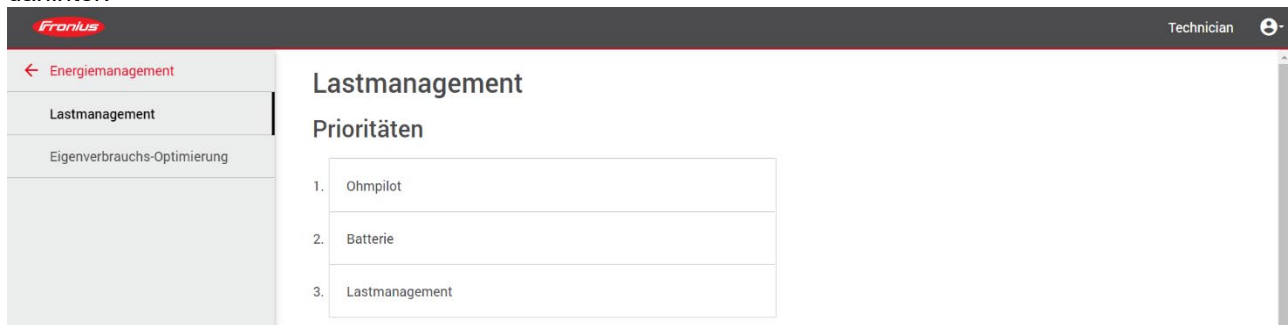 Fronius
Technician
Energiemanagement
Lastmanagement
Eigenverbrauchs-Optimierung
Lastmanagement
Prioritäten
1. Ohmpilot
2. Batterie
3. Lastmanagement